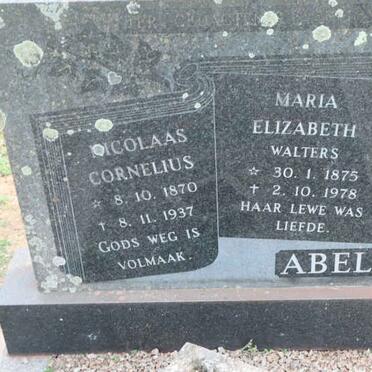 NICOLAAS
CORNELIUS
☆ 8. 10. 1870
† 8. 11. 1937
GODS WEG IS
VOLMAAK.
MARIA
ELIZABETH
WALTERS
☆ 30. 1. 1875
† 2. 10. 1978
HAAR LEWE WAS
LIEFDE.
ABEL